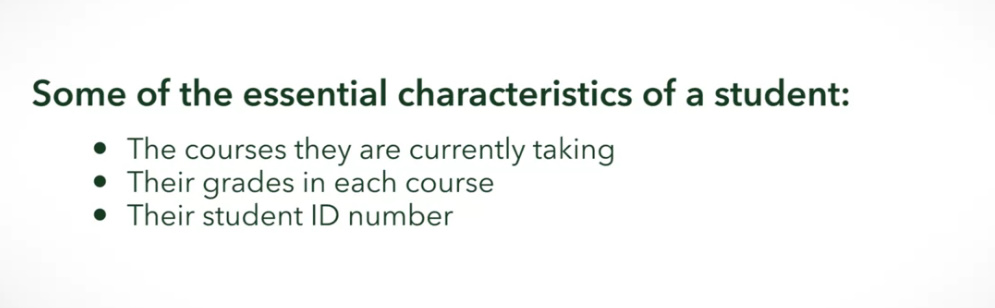 Some of the essential characteristics of a student:
• The courses they are currently taking
• Their grades in each course
• Their student ID number